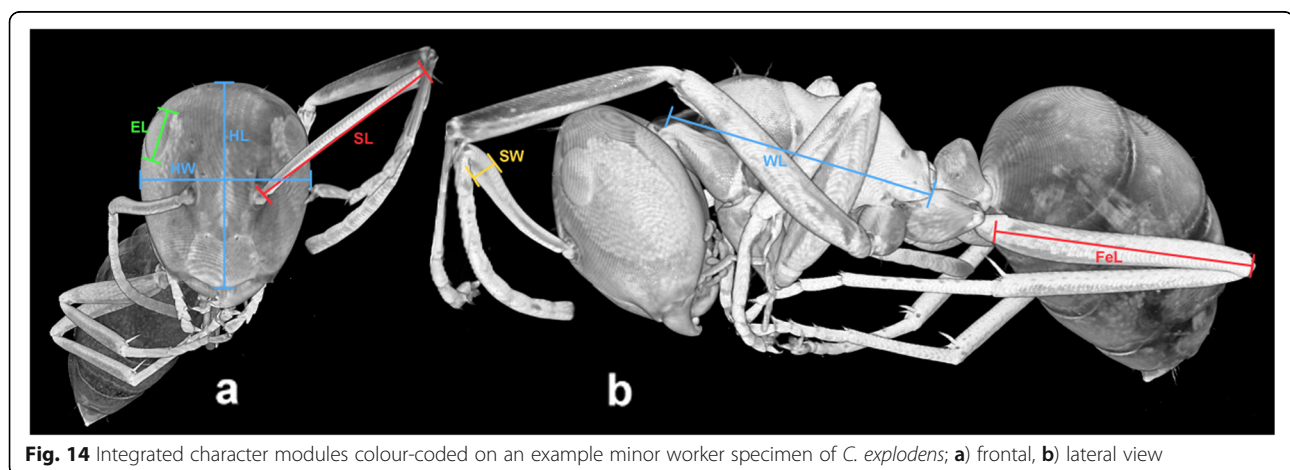 EL
HL
SL
HW
a
SW
WL
FeL
b
Fig. 14 Integrated character modules colour-coded on an example minor worker specimen of C. explodens; a) frontal, b) lateral view